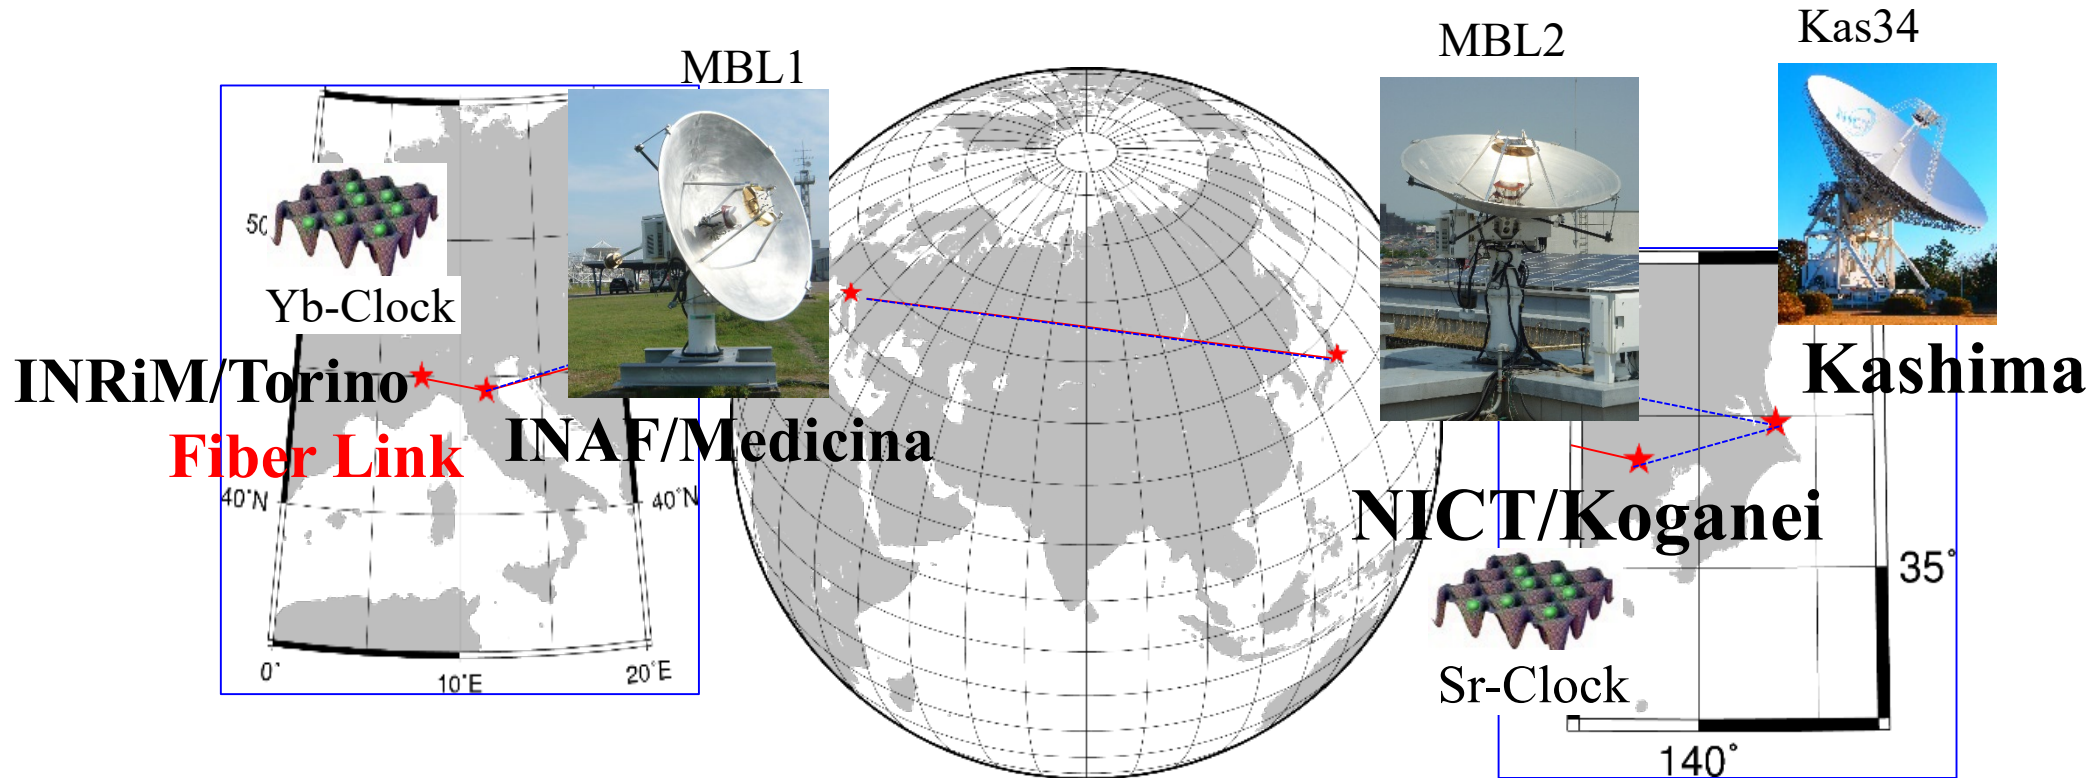 MBL1
MBL2
Kas34
Yb-Clock
INRiM/Torino
Fiber Link
INAF/Medicina
Kashima
NICT/Koganei
Sr-Clock
50
40°N
40°N
0°
10°E
20°E
35°
140°